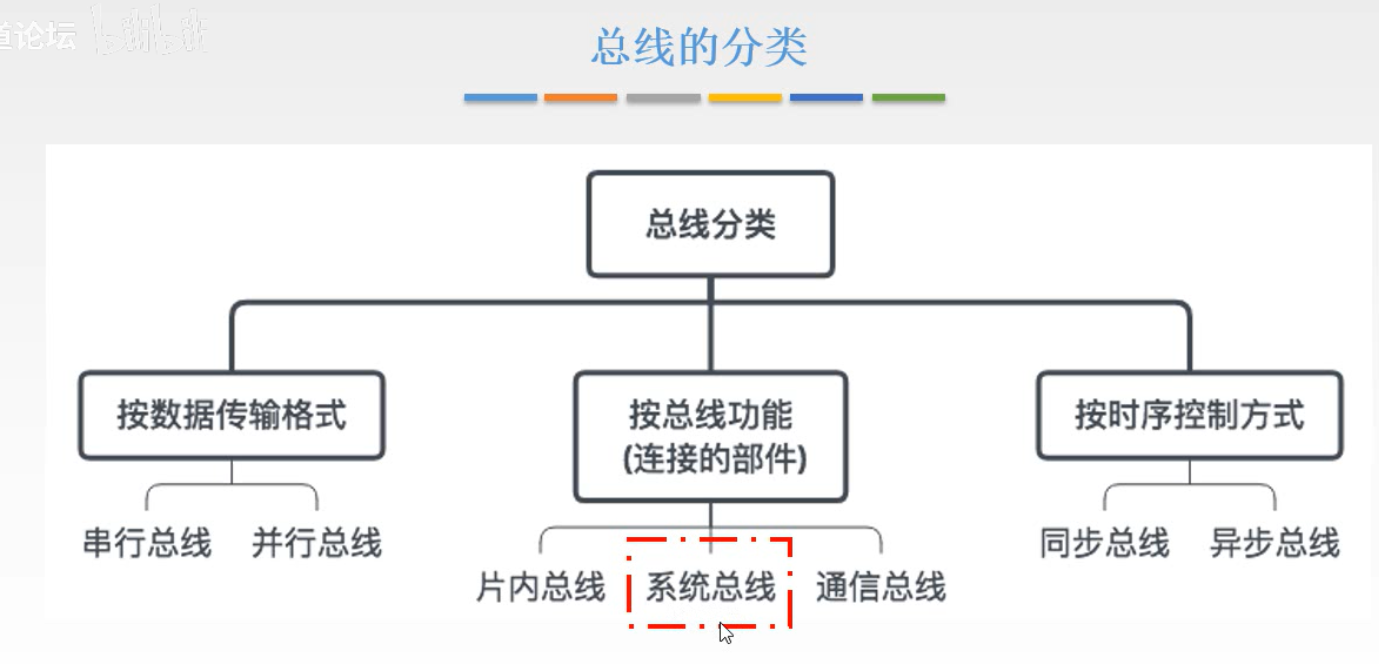 道论坛
总线的分类
总线分类
按数据传输格式
按总线功能
(连接的部件)
按时序控制方式
串行总线
并行总线
片内总线
系统总线
通信总线
同步总线
异步总线